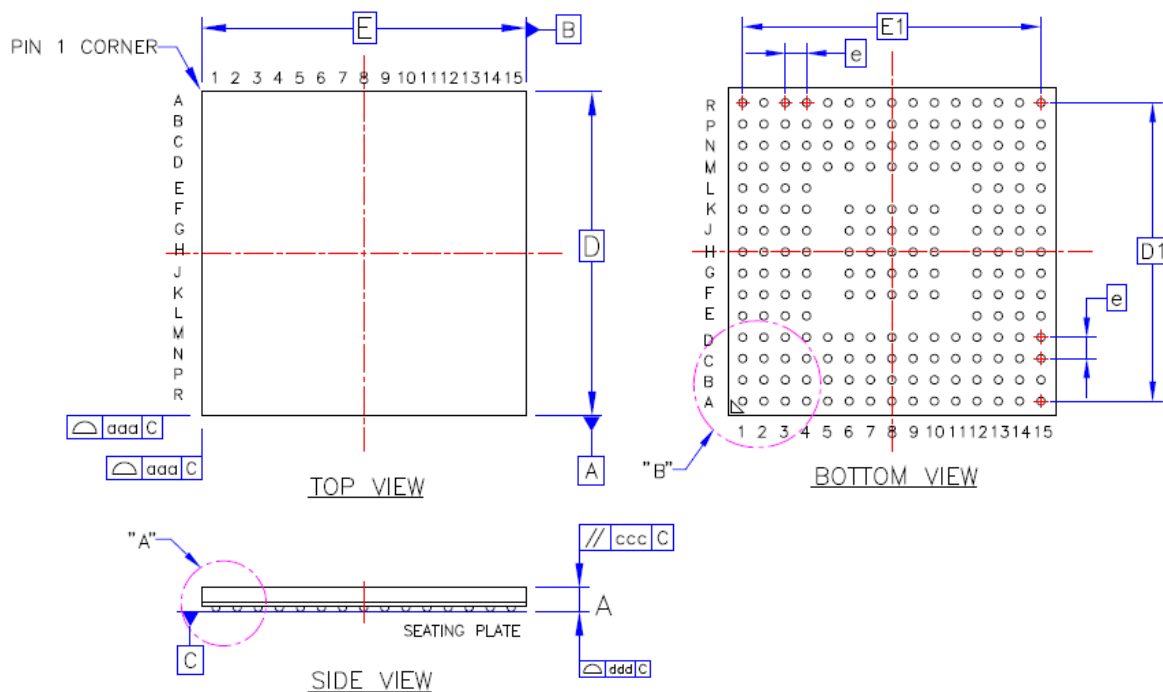 PIN 1 CORNER
E
B
1 2 3 4 5 6 7 8 9 10 11 12 13 14 15
A
B
C
D
E
F
G
H
J
K
L
M
N
P
R
D
aaa C
aaa C
A
TOP VIEW
E1
e
R
P
N
M
L
K
J
H
G
F
E
D
C
B
A
D1
e
1 2 3 4 5 6 7 8 9 10 11 12 13 14 15
"B"
BOTTOM VIEW
"A"
// ccc C
A
SEATING PLATE
C
ddd C
SIDE VIEW